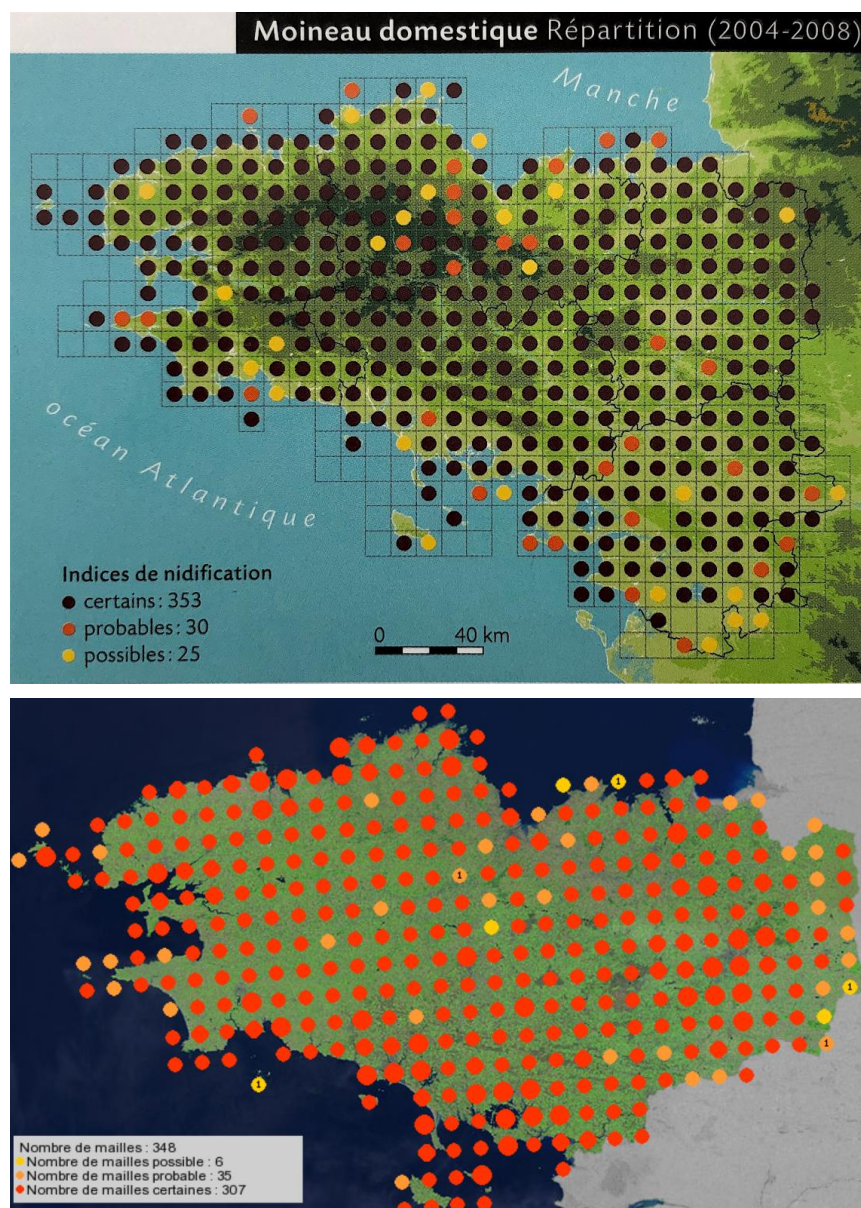 Moineau domestique Répartition (2004-2008)
Manche
océan Atlantique
Indices de nidification
certains : 353
probables : 30
possibles : 25
0 40 km
1
1
1
1
1
Nombre de mailles : 348
Nombre de mailles possible : 6
Nombre de mailles probable : 35
Nombre de mailles certaines : 307